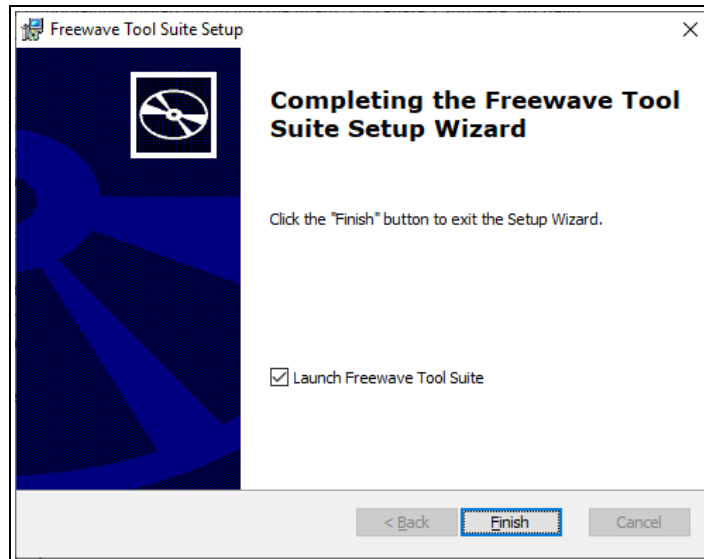 Freewave Tool Suite Setup
Completing the Freewave Tool
Suite Setup Wizard
Click the "Finish" button to exit the Setup Wizard.
Launch Freewave Tool Suite
< Back
Finish
Cancel